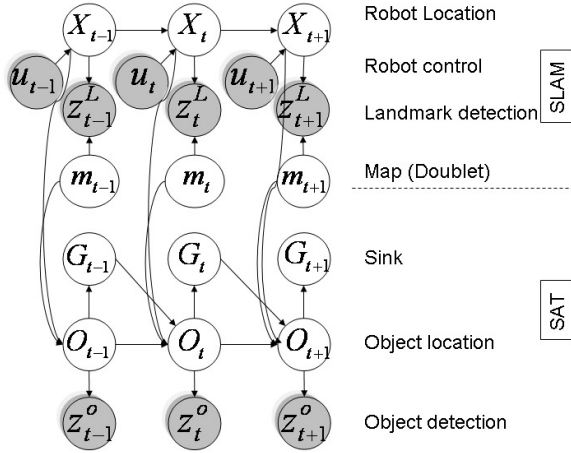 X_{t-1} X_t X_{t+1} Robot Location
u_{t-1} u_t u_{t+1} Robot control
z^L_{t-1} z^L_t z^L_{t+1} Landmark detection
SLAM
m_{t-1} m_t m_{t+1} Map (Doublet)
G_{t-1} G_t G_{t+1} Sink
SAT
O_{t-1} O_t O_{t+1} Object location
z^o_{t-1} z^o_t z^o_{t+1} Object detection